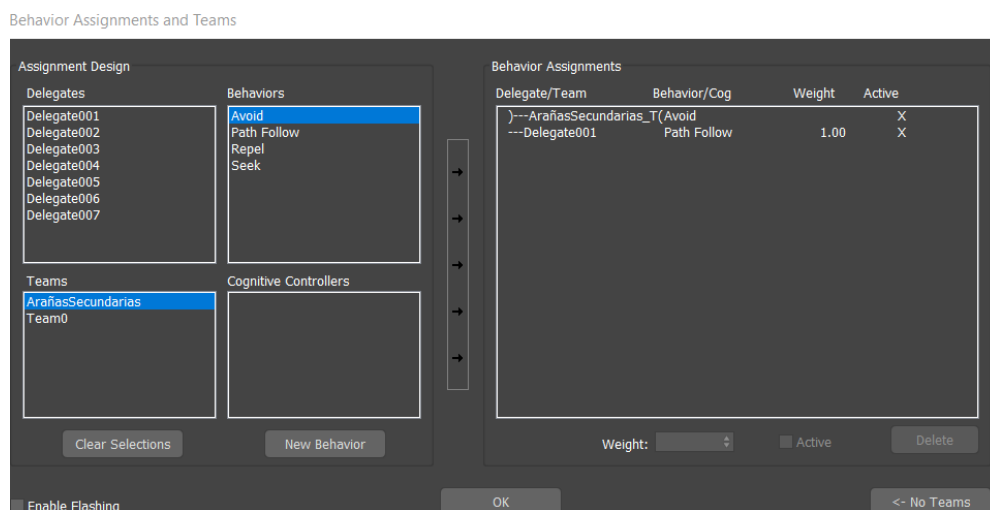 Behavior Assignments and Teams
Assignment Design
Behavior Assignments
Delegates
Behaviors
Delegate/Team Behavior/Cog Weight Active
Delegate001
Delegate002
Delegate003
Delegate004
Delegate005
Delegate006
Delegate007
Avoid
Path Follow
Repel
Seek
)---ArañasSecundarias_T(Avoid X
---Delegate001 Path Follow 1.00 X
Teams
Cognitive Controllers
ArañasSecundarias
Team0
Clear Selections
New Behavior
Weight:
Active
Delete
Enable Flashing
OK
<- No Teams